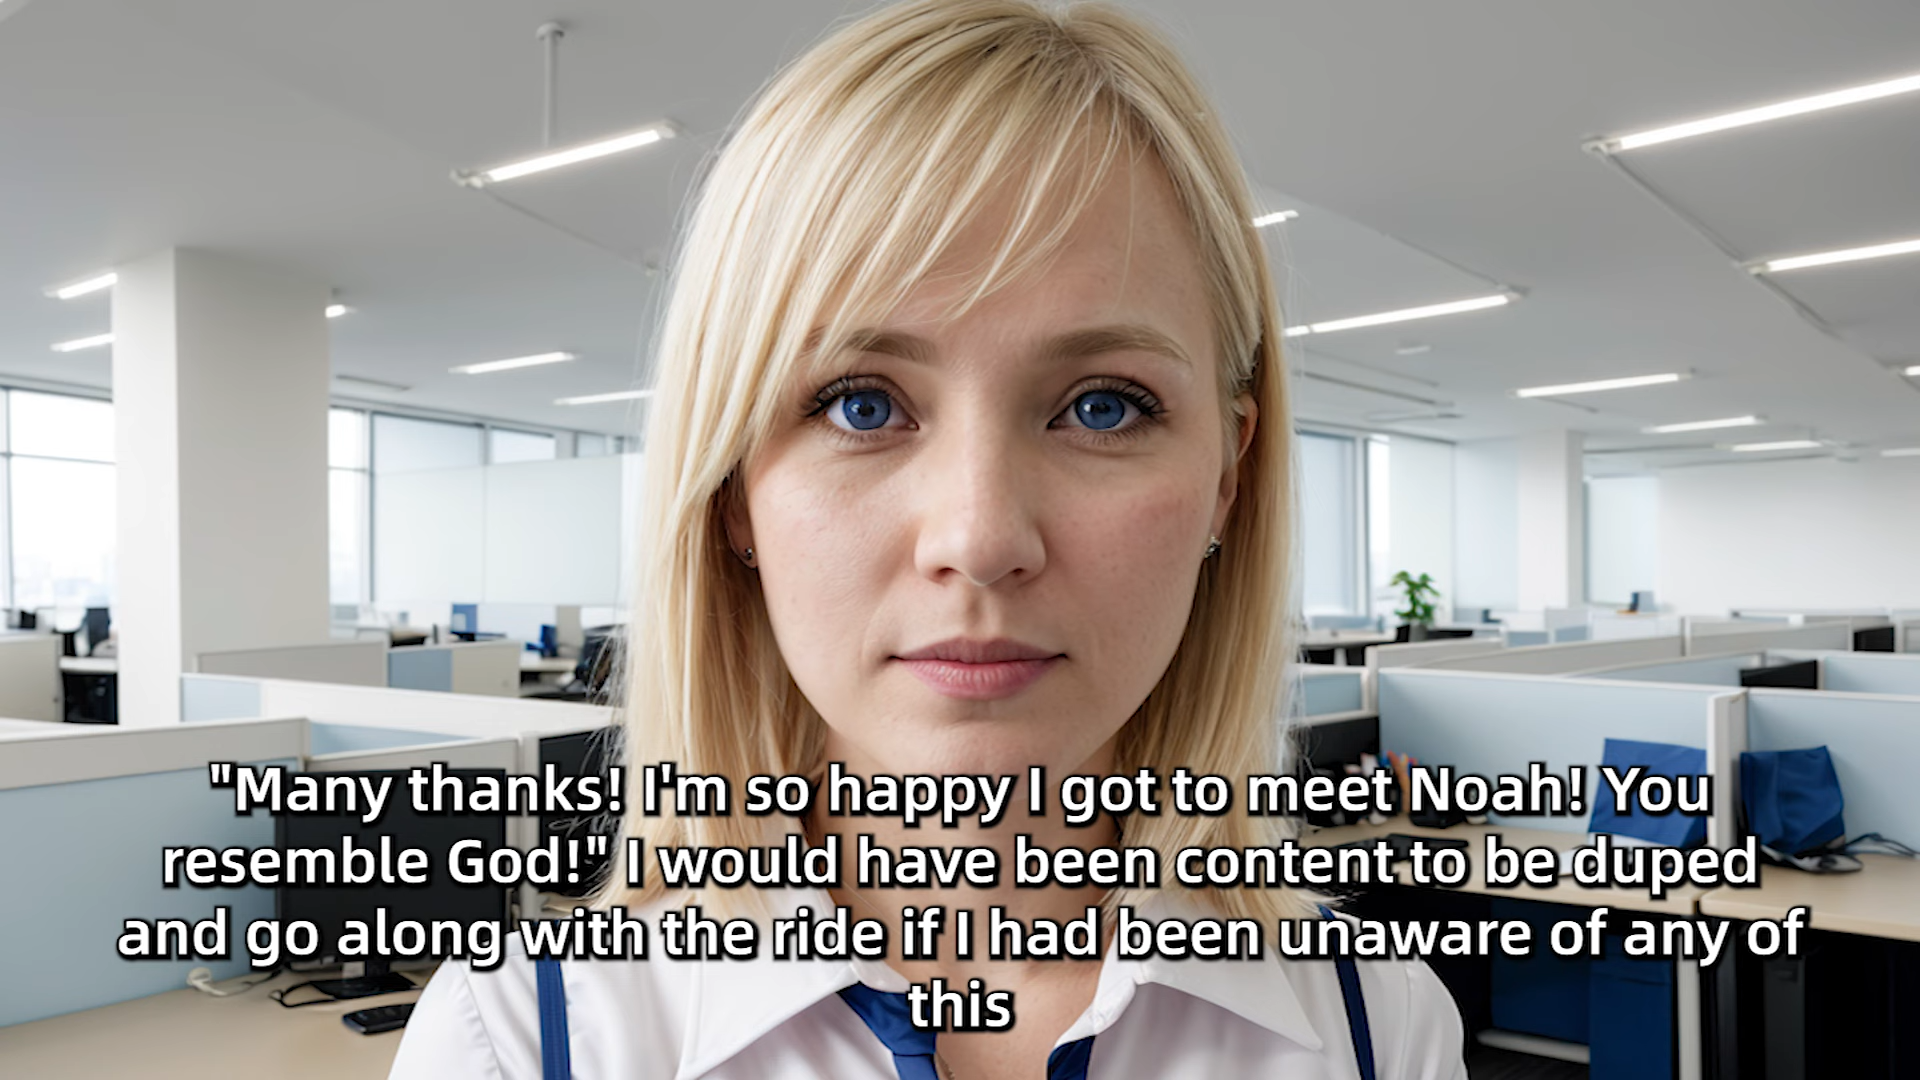 "Many thanks! I'm so happy I got to meet Noah! You
resemble God!" I would have been content to be duped
and go along with the ride if I had been unaware of any of
this